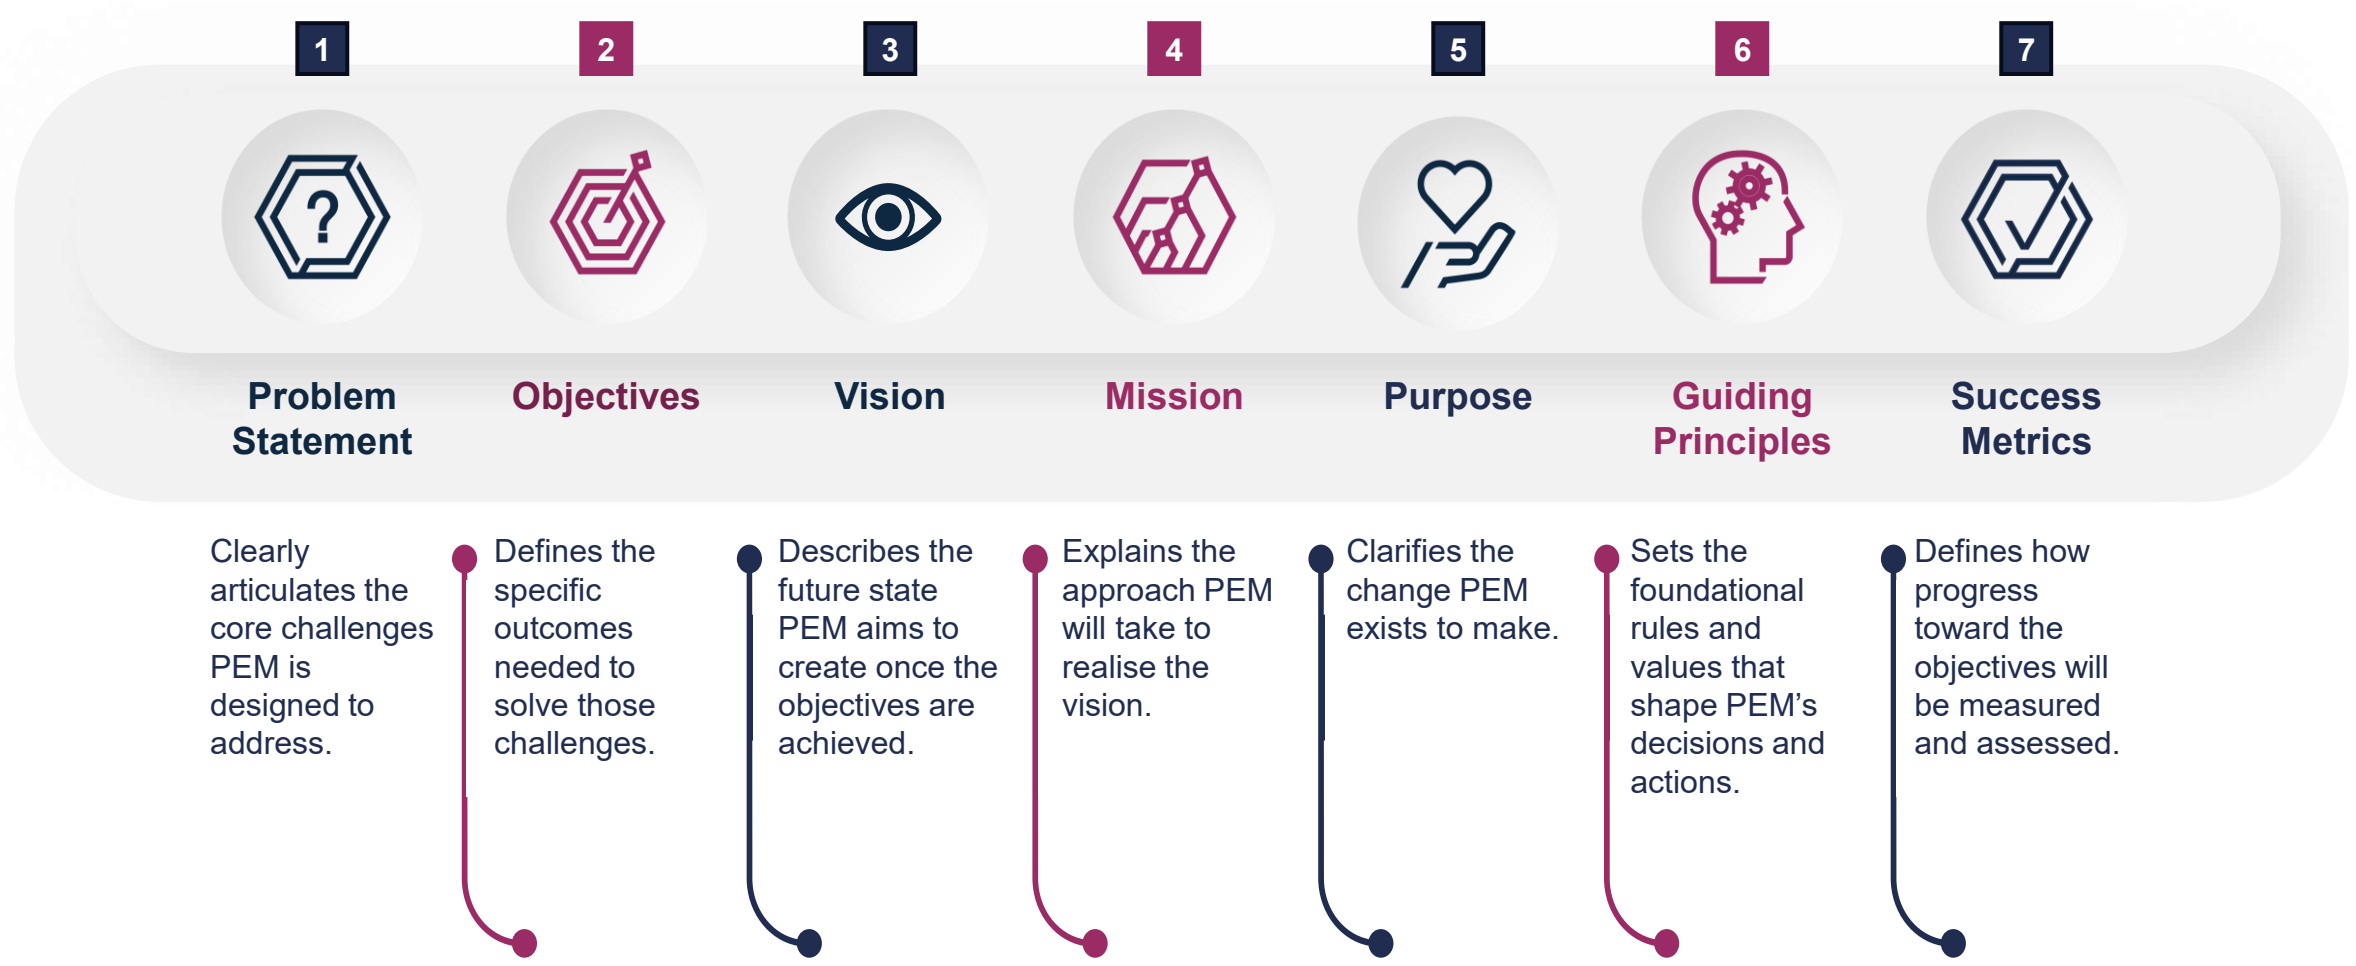 1
2
3
4
5
6
7
?
Problem
Statement
Objectives
Vision
Mission
Purpose
Guiding
Principles
Success
Metrics
Clearly
articulates the
core challenges
PEM is
designed to
address.
Defines the
specific
outcomes
needed to
solve those
challenges.
Describes the
future state
PEM aims to
create once the
objectives are
achieved.
Explains the
approach PEM
will take to
realise the
vision.
Clarifies the
change PEM
exists to make.
Sets the
foundational
rules and
values that
shape PEM’s
decisions and
actions.
Defines how
progress
toward the
objectives will
be measured
and assessed.